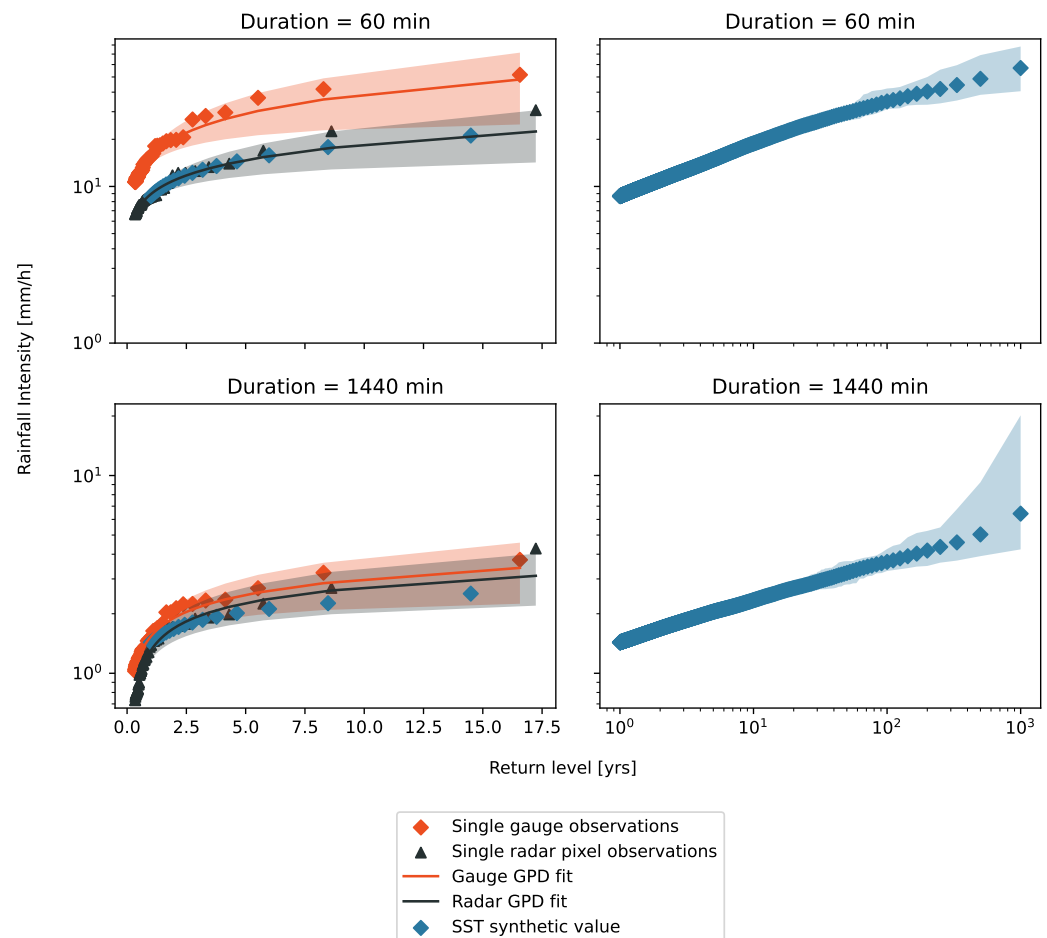 Duration = 60 min
Duration = 60 min
10¹
10⁰
Rainfall Intensity [mm/h]
Duration = 1440 min
Duration = 1440 min
10¹
10⁰
0.0 2.5 5.0 7.5 10.0 12.5 15.0 17.5
10⁰ 10¹ 10² 10³
Return level [yrs]
Single gauge observations
Single radar pixel observations
Gauge GPD fit
Radar GPD fit
SST synthetic value